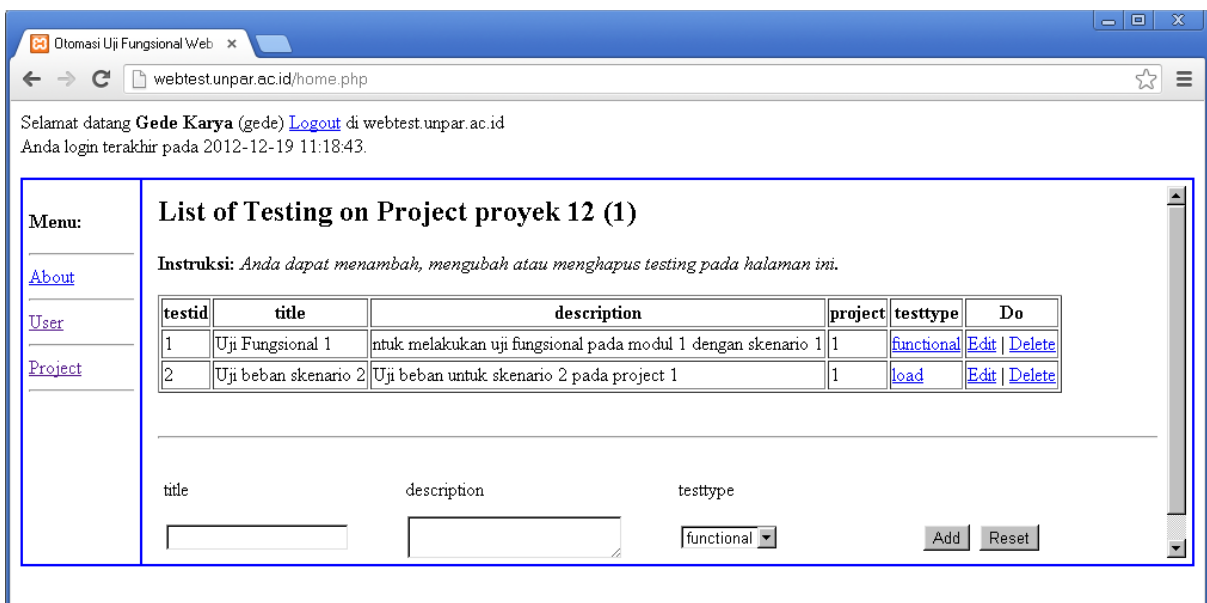 Otomasi Uji Fungsional Web
webtest.unpar.ac.id/home.php
Selamat datang Gede Karya (gede) Logout di webtest.unpar.ac.id
Anda login terakhir pada 2012-12-19 11:18:43.
Menu:
About
User
Project
List of Testing on Project proyek 12 (1)
Instruksi: Anda dapat menambah, mengubah atau menghapus testing pada halaman ini.
testid title description project testtype Do
1 Uji Fungsional 1 ntuk melakukan uji fungsional pada modul 1 dengan skenario 1 1 functional Edit | Delete
2 Uji beban skenario 2 Uji beban untuk skenario 2 pada project 1 1 load Edit | Delete
title description testtype
functional Add Reset